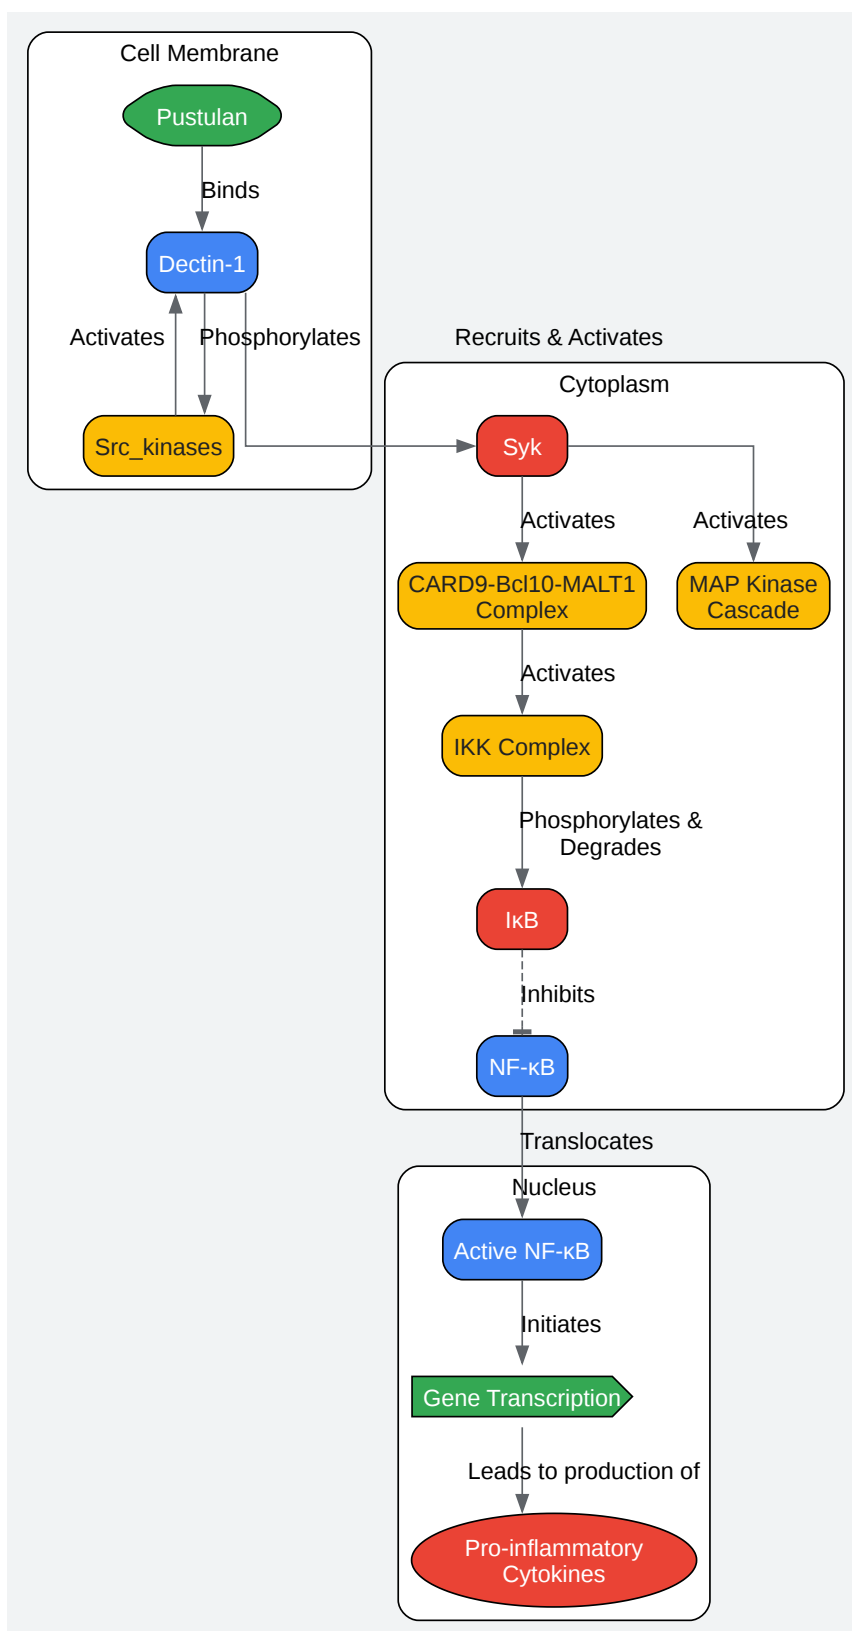 Cell Membrane
Pustulan
Binds
Dectin-1
Activates
Phosphorylates
Src_kinases
Recruits & Activates
Cytoplasm
Syk
Activates
Activates
CARD9-Bcl10-MALT1
Complex
MAP Kinase
Cascade
Activates
IKK Complex
Phosphorylates &
Degrades
IκB
Inhibits
NF-κB
Translocates
Nucleus
Active NF-κB
Initiates
Gene Transcription
Leads to production of
Pro-inflammatory
Cytokines